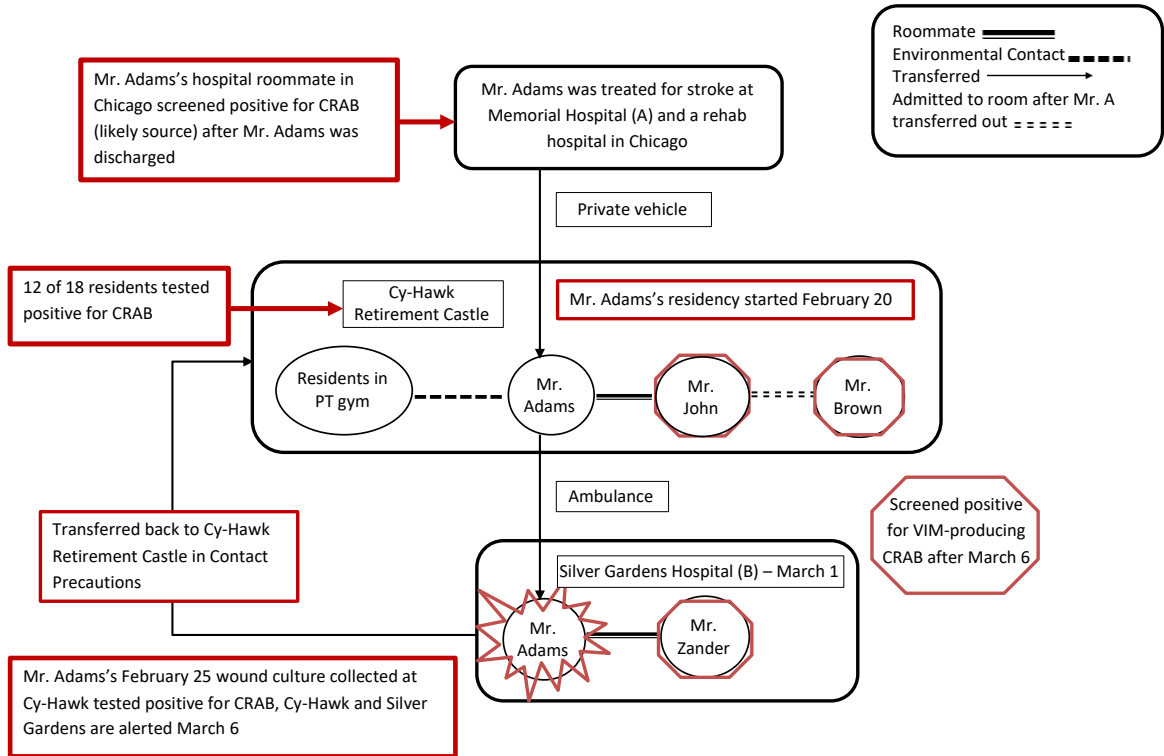 Mr. Adams's hospital roommate in
Chicago screened positive for CRAB
(likely source) after Mr. Adams was
discharged
Mr. Adams was treated for stroke at
Memorial Hospital (A) and a rehab
hospital in Chicago
Roommate
Environmental Contact
Transferred
Admitted to room after Mr. A
transferred out
Private vehicle
12 of 18 residents tested
positive for CRAB
Cy-Hawk
Retirement Castle
Mr. Adams's residency started February 20
Residents in
PT gym
Mr.
Adams
Mr.
John
Mr.
Brown
Ambulance
Screened positive
for VIM-producing
CRAB after March 6
Transferred back to Cy-Hawk
Retirement Castle in Contact
Precautions
Silver Gardens Hospital (B) – March 1
Mr.
Adams
Mr.
Zander
Mr. Adams's February 25 wound culture collected at
Cy-Hawk tested positive for CRAB, Cy-Hawk and Silver
Gardens are alerted March 6